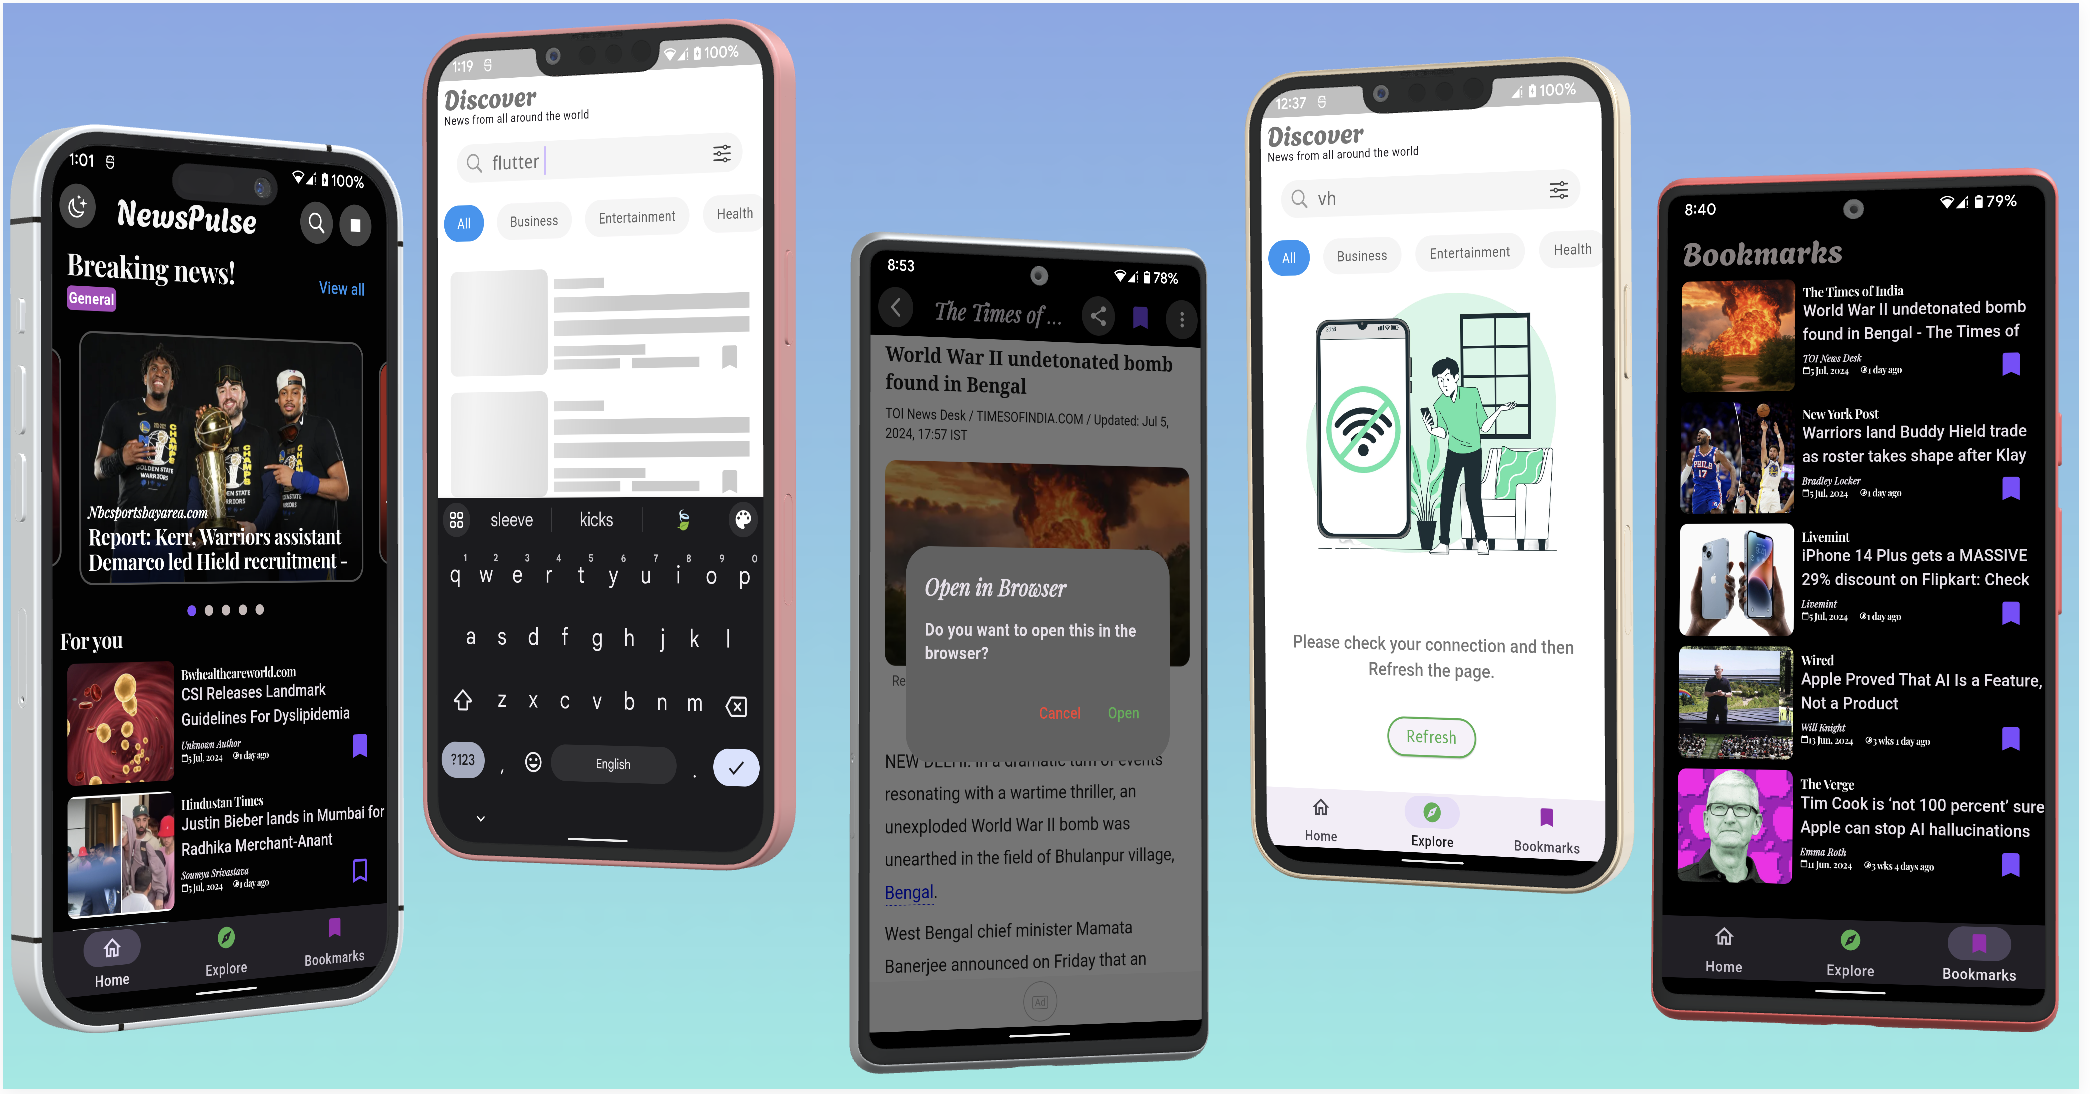 1:01
100%
NewsPulse
Breaking news!
General
View all
Nbcsportsbayarea.com
Report: Kerr, Warriors assistant
Demarco led Hield recruitment -
For you
Bwhealthcareworld.com
CSI Releases Landmark
Guidelines For Dyslipidemia
Unknown Author
5 Jul, 2024 1 day ago
Hindustan Times
Justin Bieber lands in Mumbai for
Radhika Merchant-Anant
Soumya Srivastava
5 Jul, 2024 1 day ago
Home
Explore
Bookmarks
1:19
100%
Discover
News from all around the world
flutter
All
Business
Entertainment
Health
sleeve
kicks
1 2 3 4 5 6 7 8 9 0
q w e r t y u i o p
a s d f g h j k l
z x c v b n m
?123
,
English
.
8:53
78%
The Times of ...
World War II undetonated bomb
found in Bengal
TOI News Desk / TIMESOFINDIA.COM / Updated: Jul 5,
2024, 17:57 IST
Re
Open in Browser
Do you want to open this in the
browser?
Cancel
Open
NEW DELHI: In a dramatic turn of events
resonating with a wartime thriller, an
unexploded World War II bomb was
unearthed in the field of Bhulanpur village,
Bengal.
West Bengal chief minister Mamata
Banerjee announced on Friday that an
Ad
12:37
100%
Discover
News from all around the world
vh
All
Business
Entertainment
Health
Please check your connection and then
Refresh the page.
Refresh
Home
Explore
Bookmarks
8:40
79%
Bookmarks
The Times of India
World War II undetonated bomb
found in Bengal - The Times of
TOI News Desk
5 Jul, 2024 1 day ago
New York Post
Warriors land Buddy Hield trade
as roster takes shape after Klay
Bradley Locker
5 Jul, 2024 1 day ago
Livemint
iPhone 14 Plus gets a MASSIVE
29% discount on Flipkart: Check
Livemint
5 Jul, 2024 1 day ago
Wired
Apple Proved That AI Is a Feature,
Not a Product
Will Knight
13 Jun, 2024 3 wks 1 day ago
The Verge
Tim Cook is ‘not 100 percent’ sure
Apple can stop AI hallucinations
Emma Roth
11 Jun, 2024 3 wks 4 days ago
Home
Explore
Bookmarks